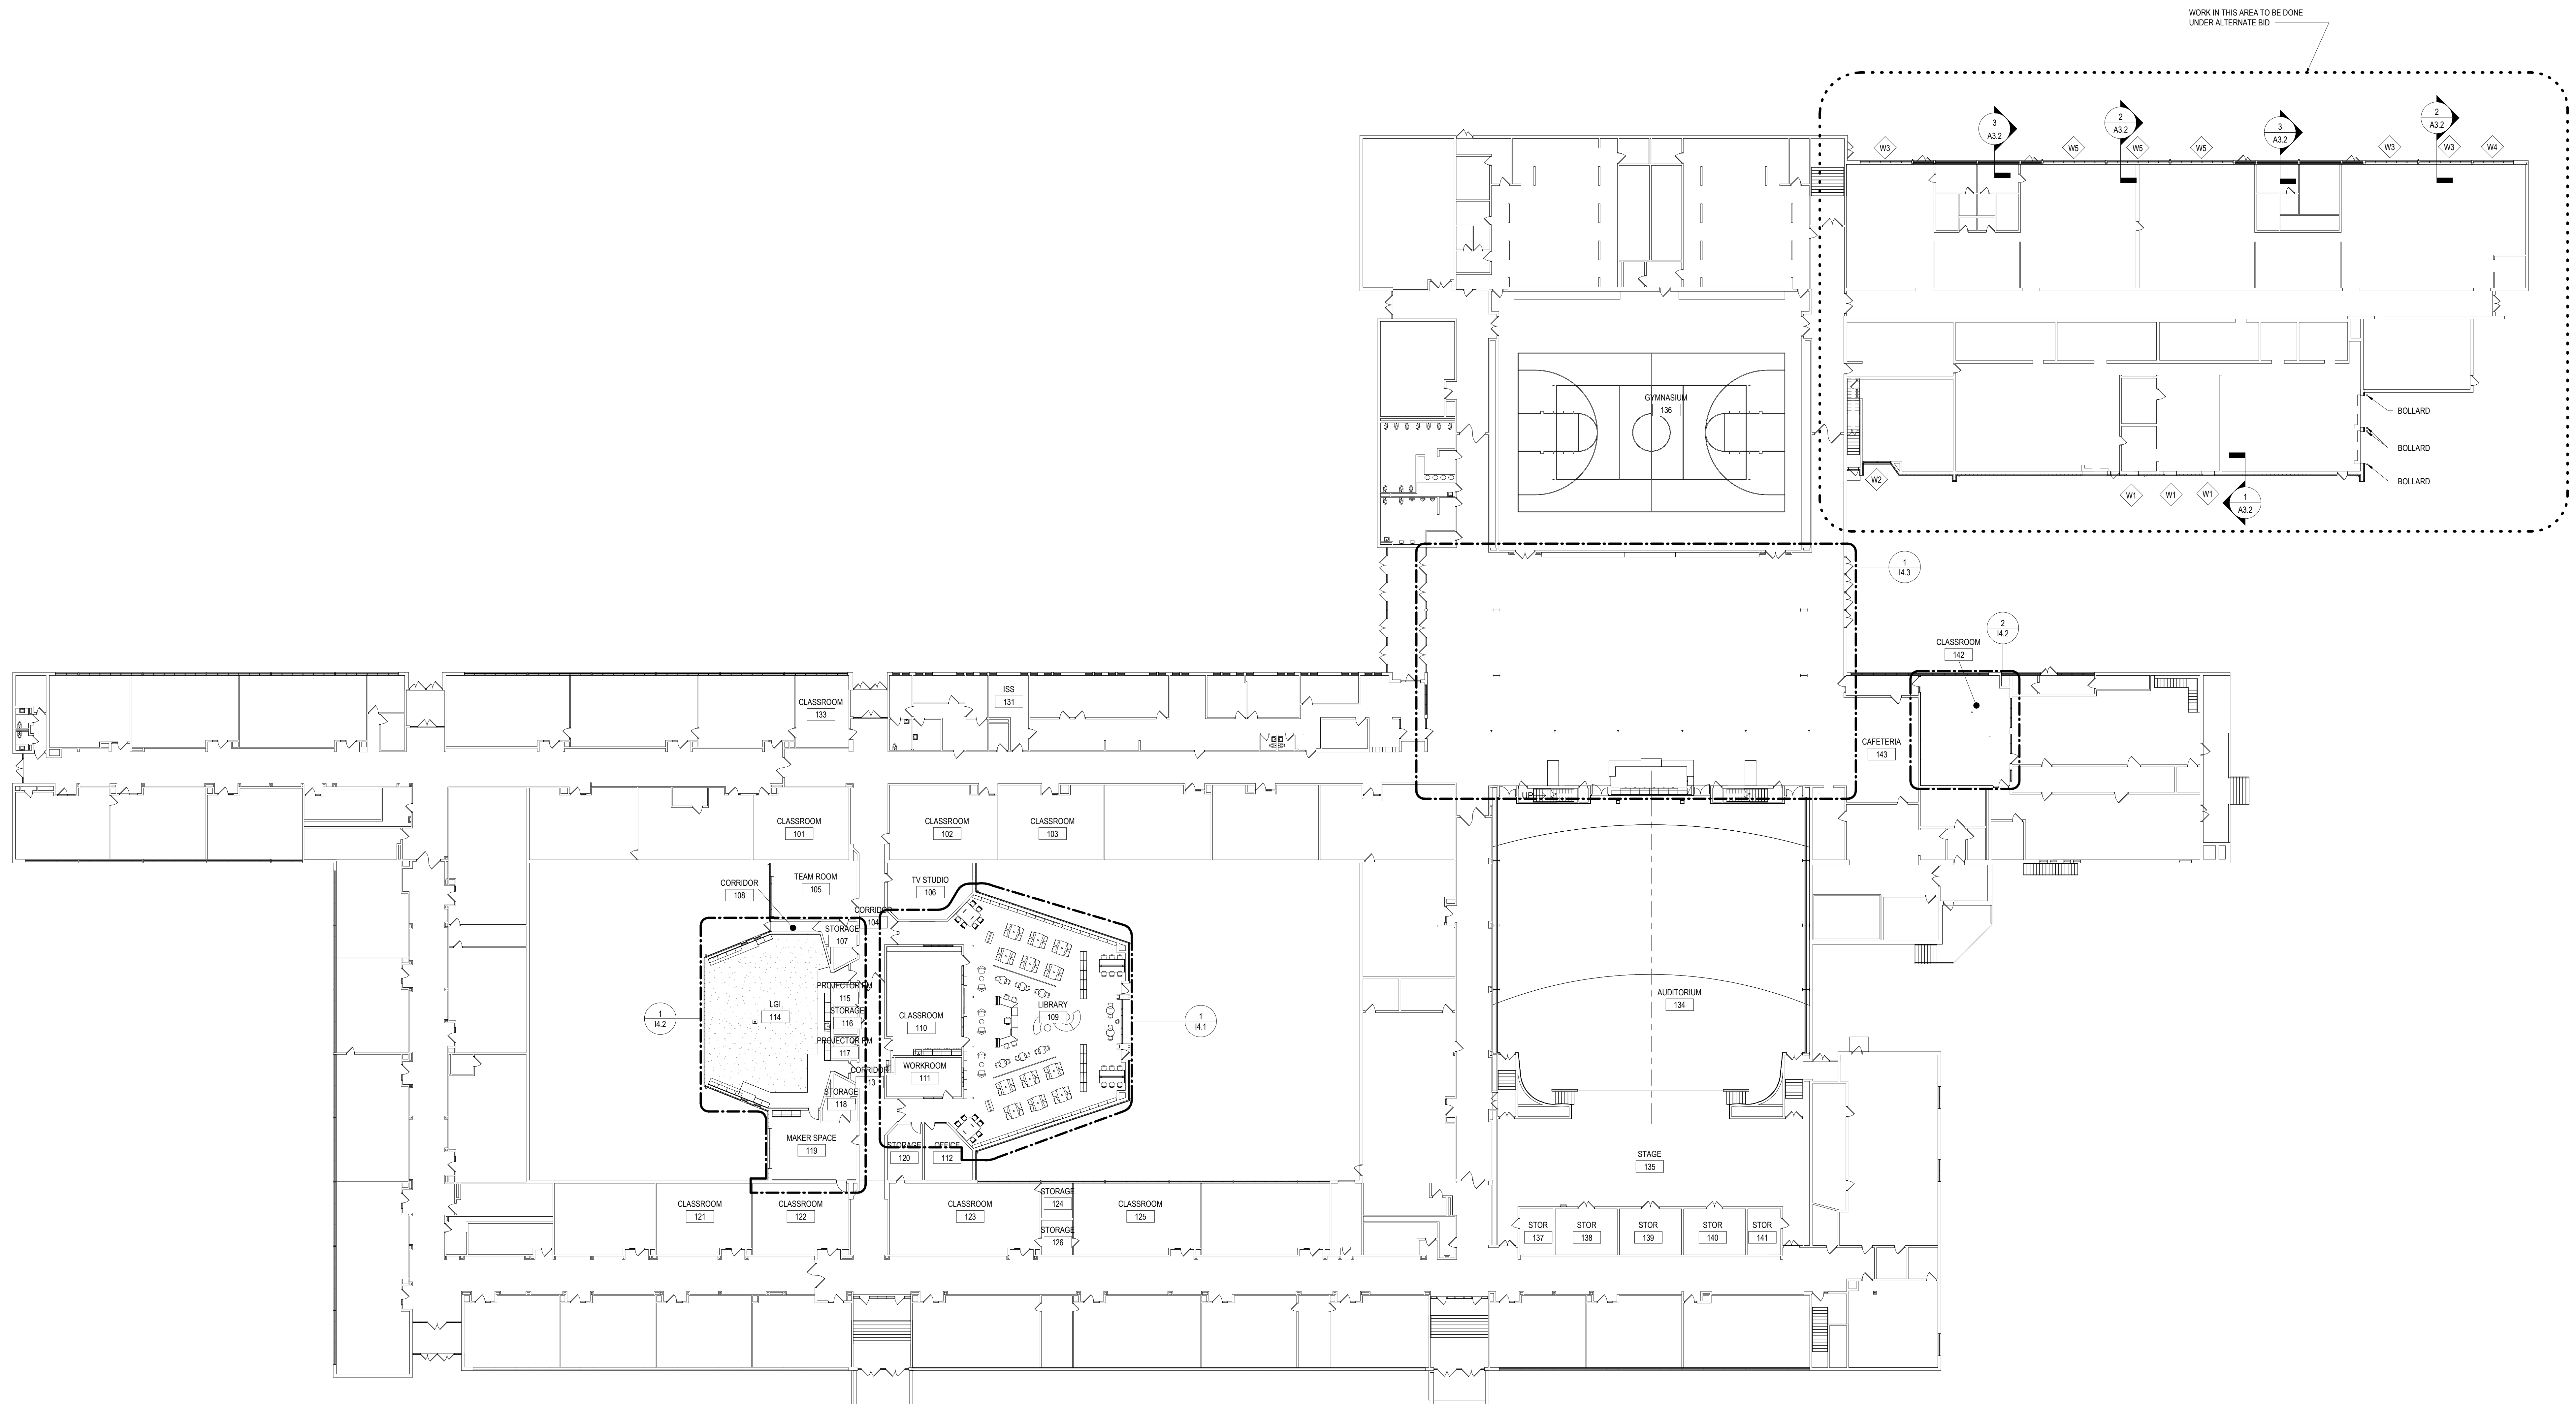 WORK IN THIS AREA TO BE DONE
UNDER ALTERNATE BID
3
A3.2
2
A3.2
3
A3.2
2
A3.2
W3
W5
W5
W5
W3
W3
W4
GYMNASIUM
136
BOLLARD
BOLLARD
BOLLARD
W2
W1
W1
W1
1
A3.2
1
I4.3
2
I4.2
CLASSROOM
142
ISS
131
CLASSROOM
133
CAFETERIA
143
UP
CLASSROOM
101
CLASSROOM
102
CLASSROOM
103
TEAM ROOM
105
TV STUDIO
106
CORRIDOR
108
CORRIDOR
104
STORAGE
107
PROJECTOR RM
115
LGI
114
STORAGE
116
PROJECTOR RM
117
1
I4.2
CLASSROOM
110
LIBRARY
109
1
I4.1
AUDITORIUM
134
WORKROOM
111
CORRIDOR
13
STORAGE
118
MAKER SPACE
119
STORAGE
120
OFFICE
112
STAGE
135
CLASSROOM
121
CLASSROOM
122
CLASSROOM
123
STORAGE
124
CLASSROOM
125
STORAGE
126
STOR
137
STOR
138
STOR
139
STOR
140
STOR
141